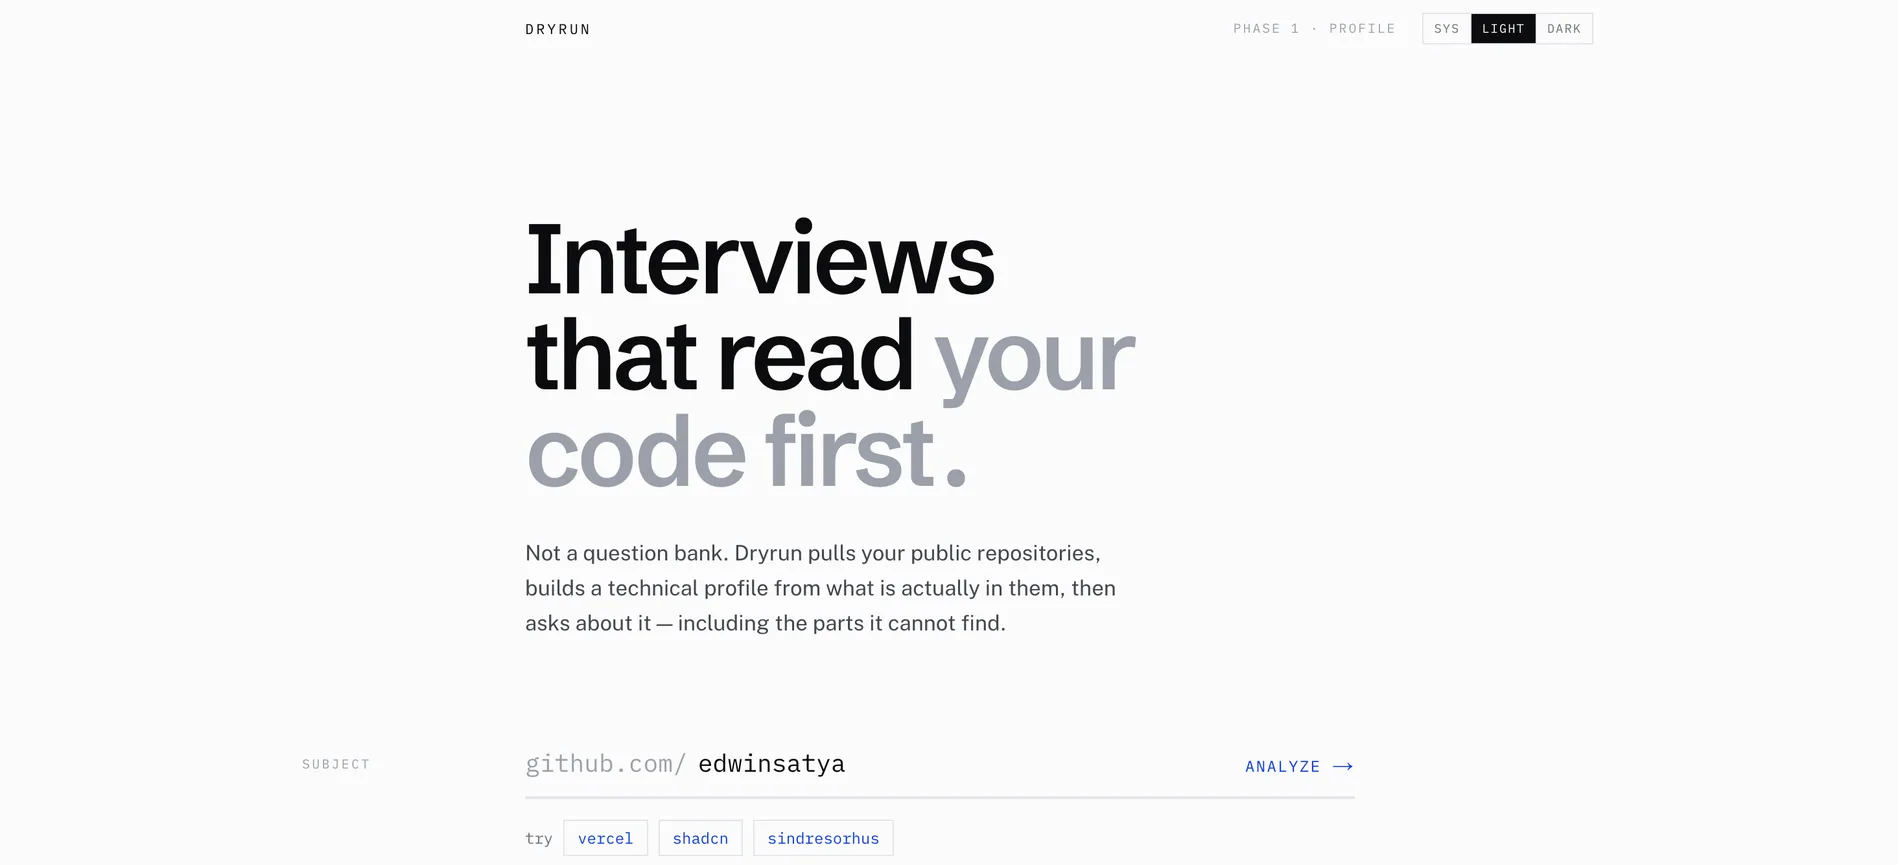 DRYRUN
PHASE 1 · PROFILE
SYS LIGHT DARK
Interviews
that read your
code first.
Not a question bank. Dryrun pulls your public repositories,
builds a technical profile from what is actually in them, then
asks about it — including the parts it cannot find.
SUBJECT
github.com/ edwinsatya
ANALYZE →
try vercel shadcn sindresorhus